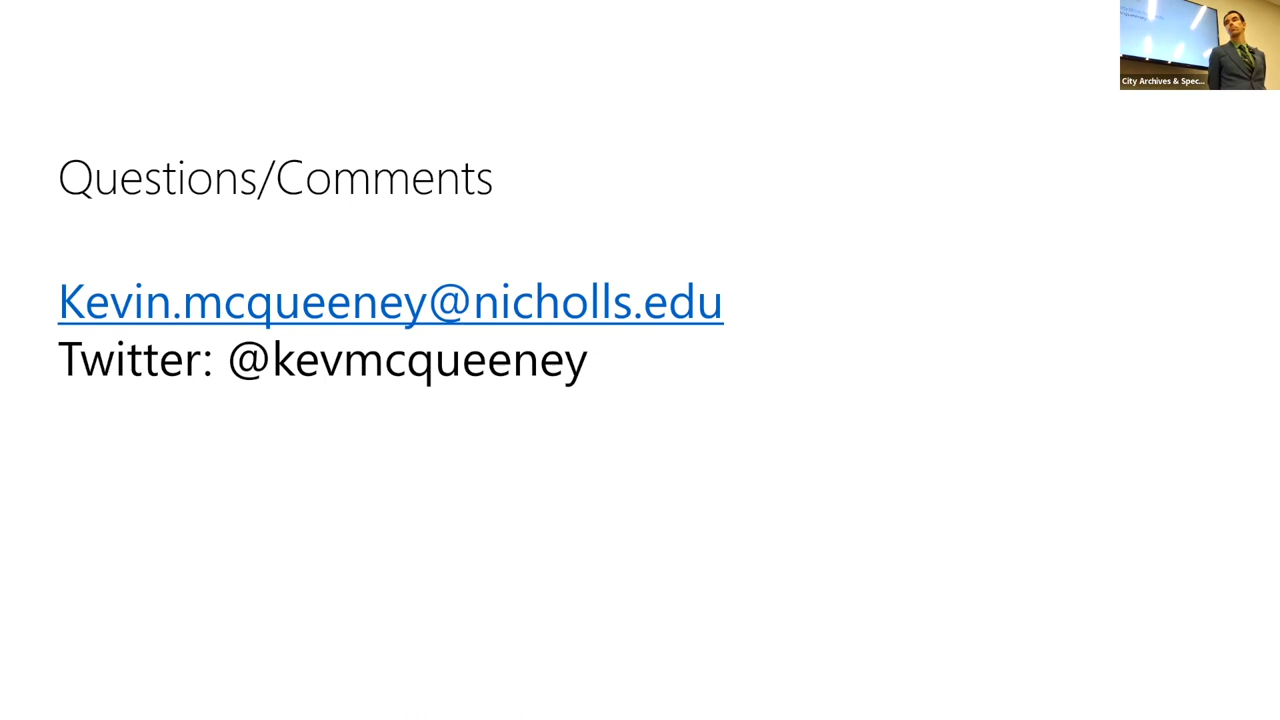 City Archives & Spec...
Questions/Comments
Kevin.mcqueeney@nicholls.edu
Twitter: @kevmcqueeney